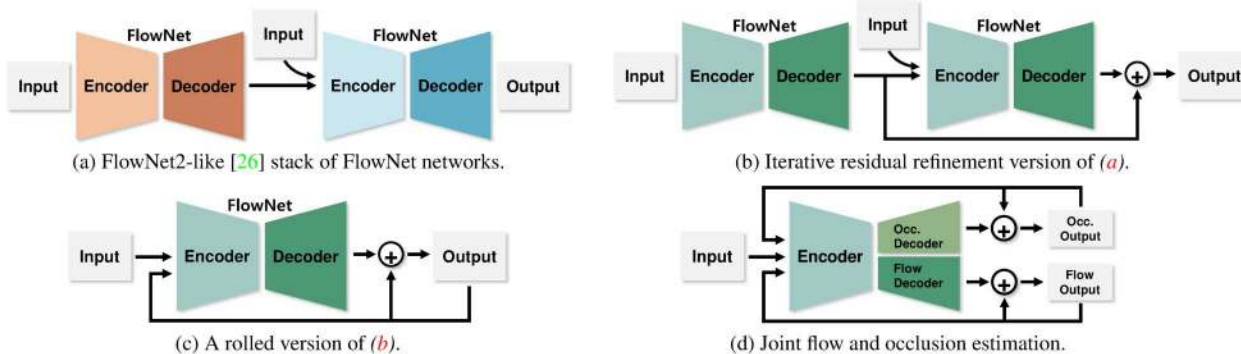 FlowNet
Input
FlowNet
Input
Encoder
Decoder
Encoder
Decoder
Output
(a) FlowNet2-like [26] stack of FlowNet networks.
FlowNet
Input
FlowNet
Input
Encoder
Decoder
Encoder
Decoder
+
Output
(b) Iterative residual refinement version of (a).
FlowNet
Input
Encoder
Decoder
+
Output
(c) A rolled version of (b).
Input
Encoder
Occ.
Decoder
+
Occ.
Output
Flow
Decoder
+
Flow
Output
(d) Joint flow and occlusion estimation.